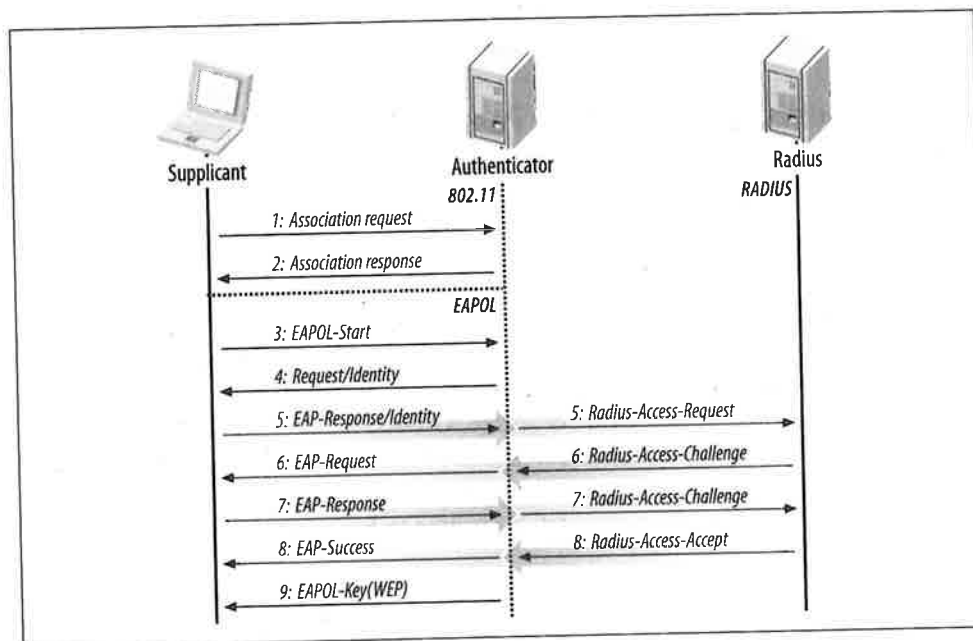 Supplicant
Authenticator
Radius
802.11
RADIUS
1: Association request
2: Association response
EAPOL
3: EAPOL-Start
4: Request/Identity
5: EAP-Response/Identity
5: Radius-Access-Request
6: EAP-Request
6: Radius-Access-Challenge
7: EAP-Response
7: Radius-Access-Challenge
8: EAP-Success
8: Radius-Access-Accept
9: EAPOL-Key(WEP)